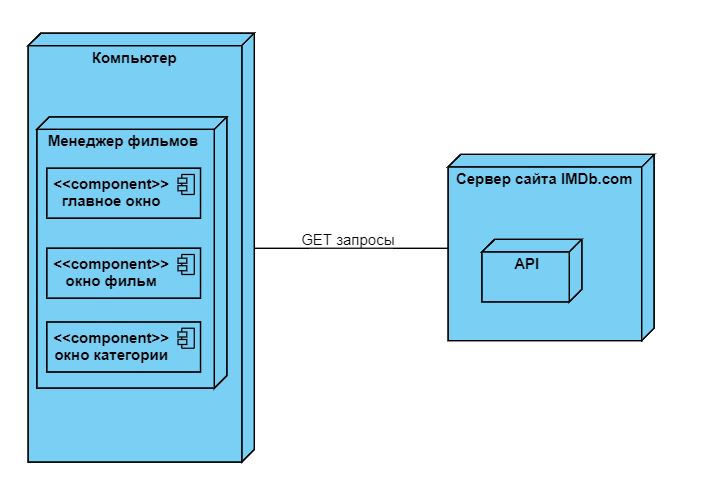 Компьютер
Менеджер фильмов
<<component>>
главное окно
<<component>>
окно фильм
<<component>>
окно категории
GET запросы
Сервер сайта IMDb.com
API